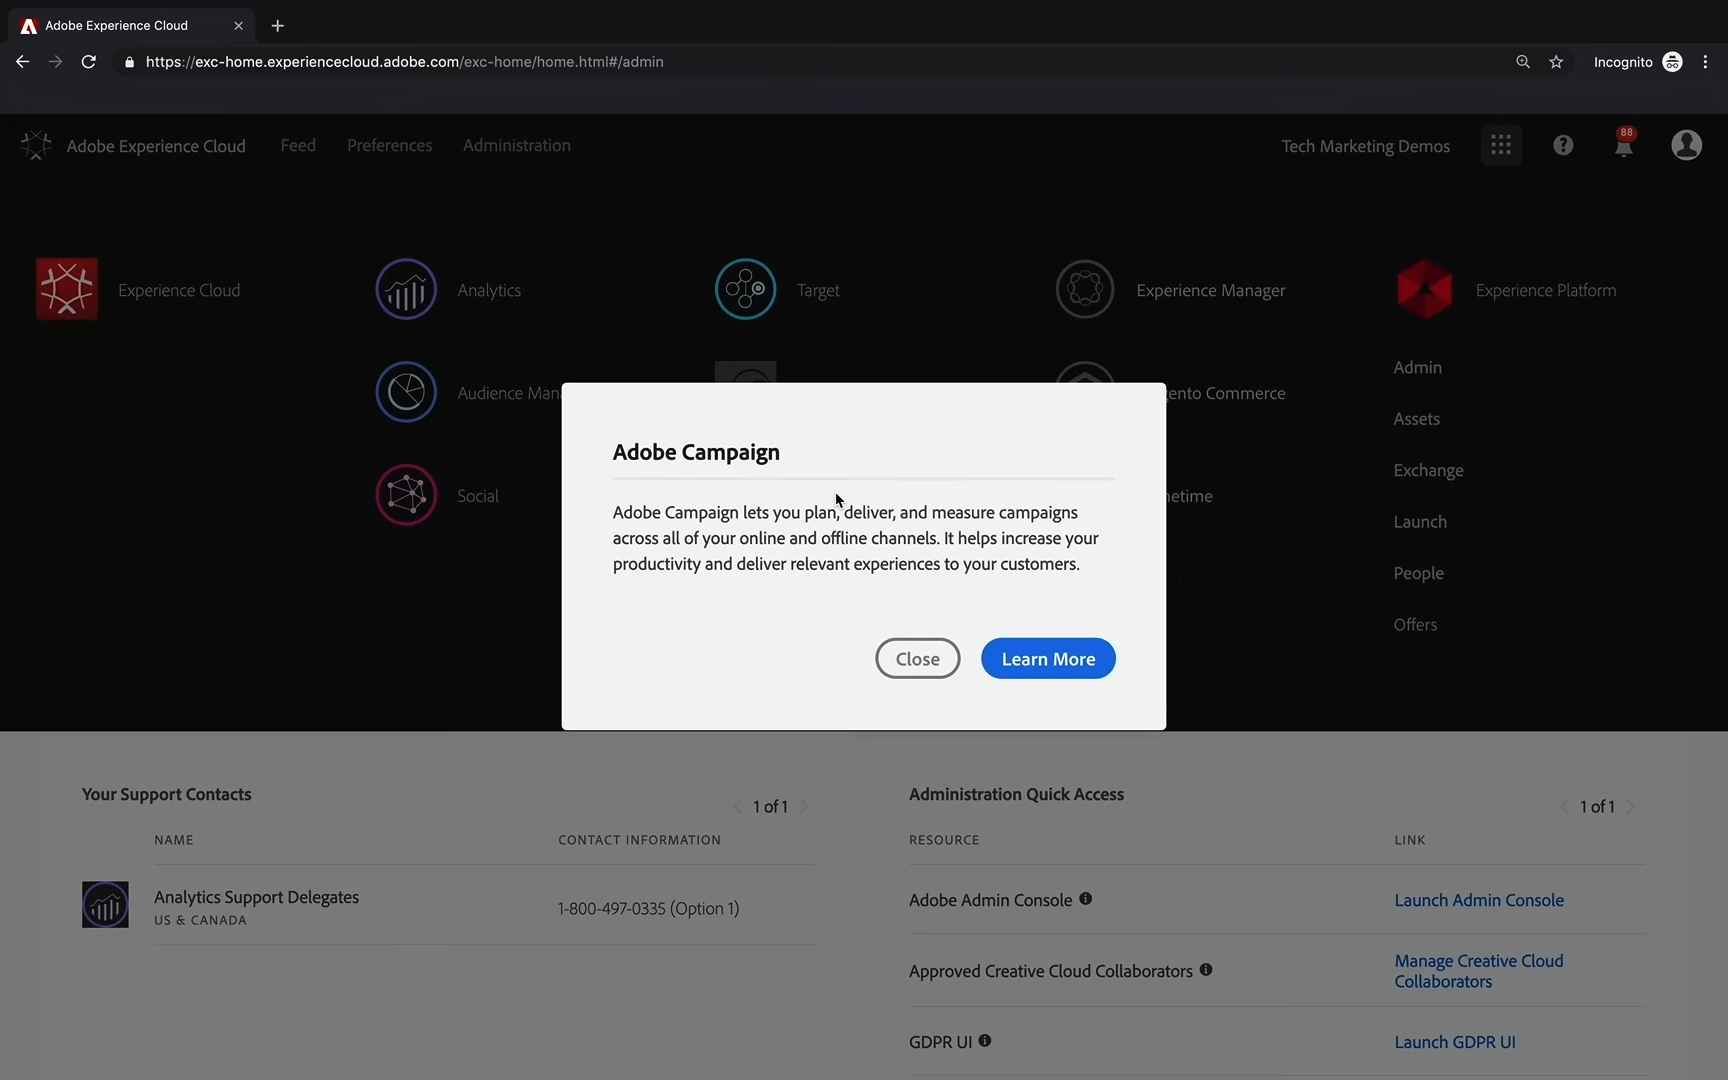 Adobe Experience Cloud
https://exc-home.experiencecloud.adobe.com/exc-home/home.html#/admin
Incognito
Adobe Experience Cloud Feed Preferences Administration
Tech Marketing Demos
88
Experience Cloud
Analytics
Target
Experience Manager
Experience Platform
Audience Man
ento Commerce
Social
netime
Admin
Assets
Exchange
Launch
People
Offers
Adobe Campaign
Adobe Campaign lets you plan, deliver, and measure campaigns
across all of your online and offline channels. It helps increase your
productivity and deliver relevant experiences to your customers.
Close
Learn More
Your Support Contacts
1 of 1
NAME CONTACT INFORMATION
Analytics Support Delegates
US & CANADA
1-800-497-0335 (Option 1)
Administration Quick Access
1 of 1
RESOURCE LINK
Adobe Admin Console Launch Admin Console
Approved Creative Cloud Collaborators
Manage Creative Cloud
Collaborators
GDPR UI Launch GDPR UI